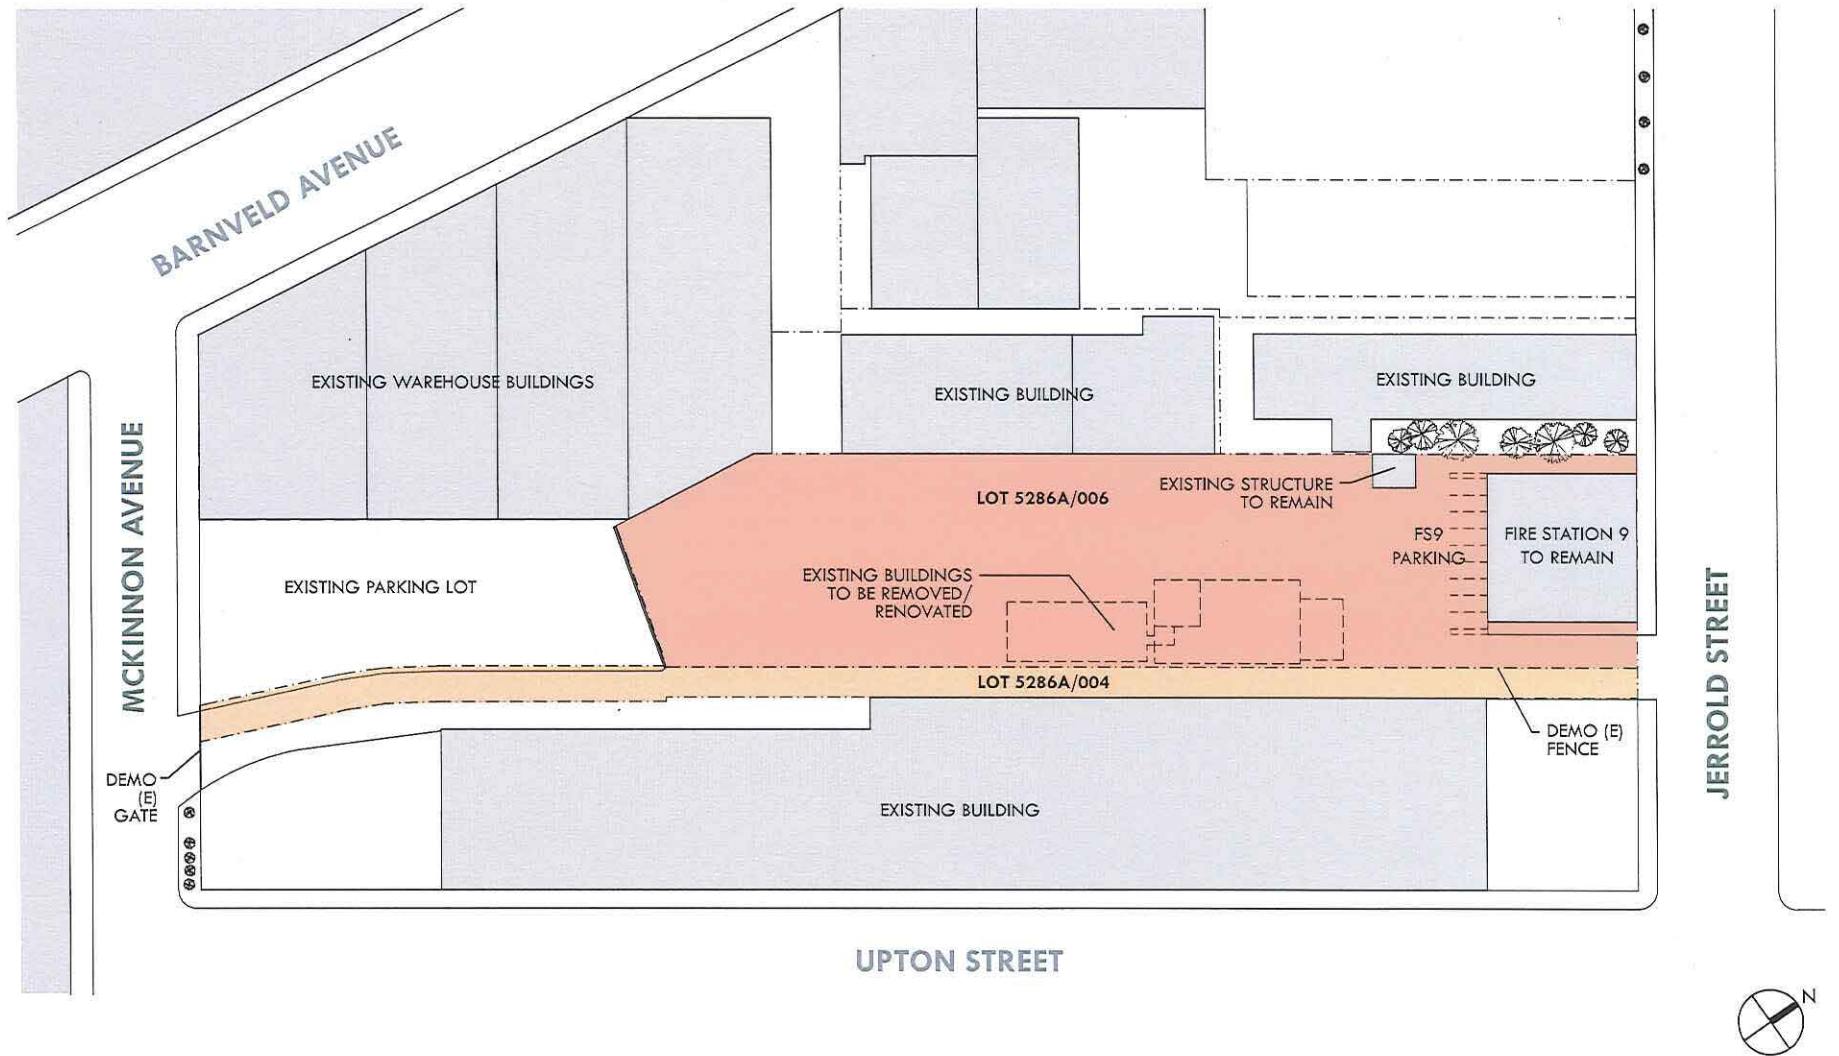 BARNVELD AVENUE
EXISTING WAREHOUSE BUILDINGS
EXISTING BUILDING
EXISTING BUILDING
MCKINNON AVENUE
LOT 5286A/006
EXISTING STRUCTURE
TO REMAIN
FS9
PARKING
FIRE STATION 9
TO REMAIN
EXISTING PARKING LOT
EXISTING BUILDINGS
TO BE REMOVED/
RENOVATED
JERROLD STREET
LOT 5286A/004
DEMO (E)
FENCE
DEMO
(E)
GATE
EXISTING BUILDING
UPTON STREET
N